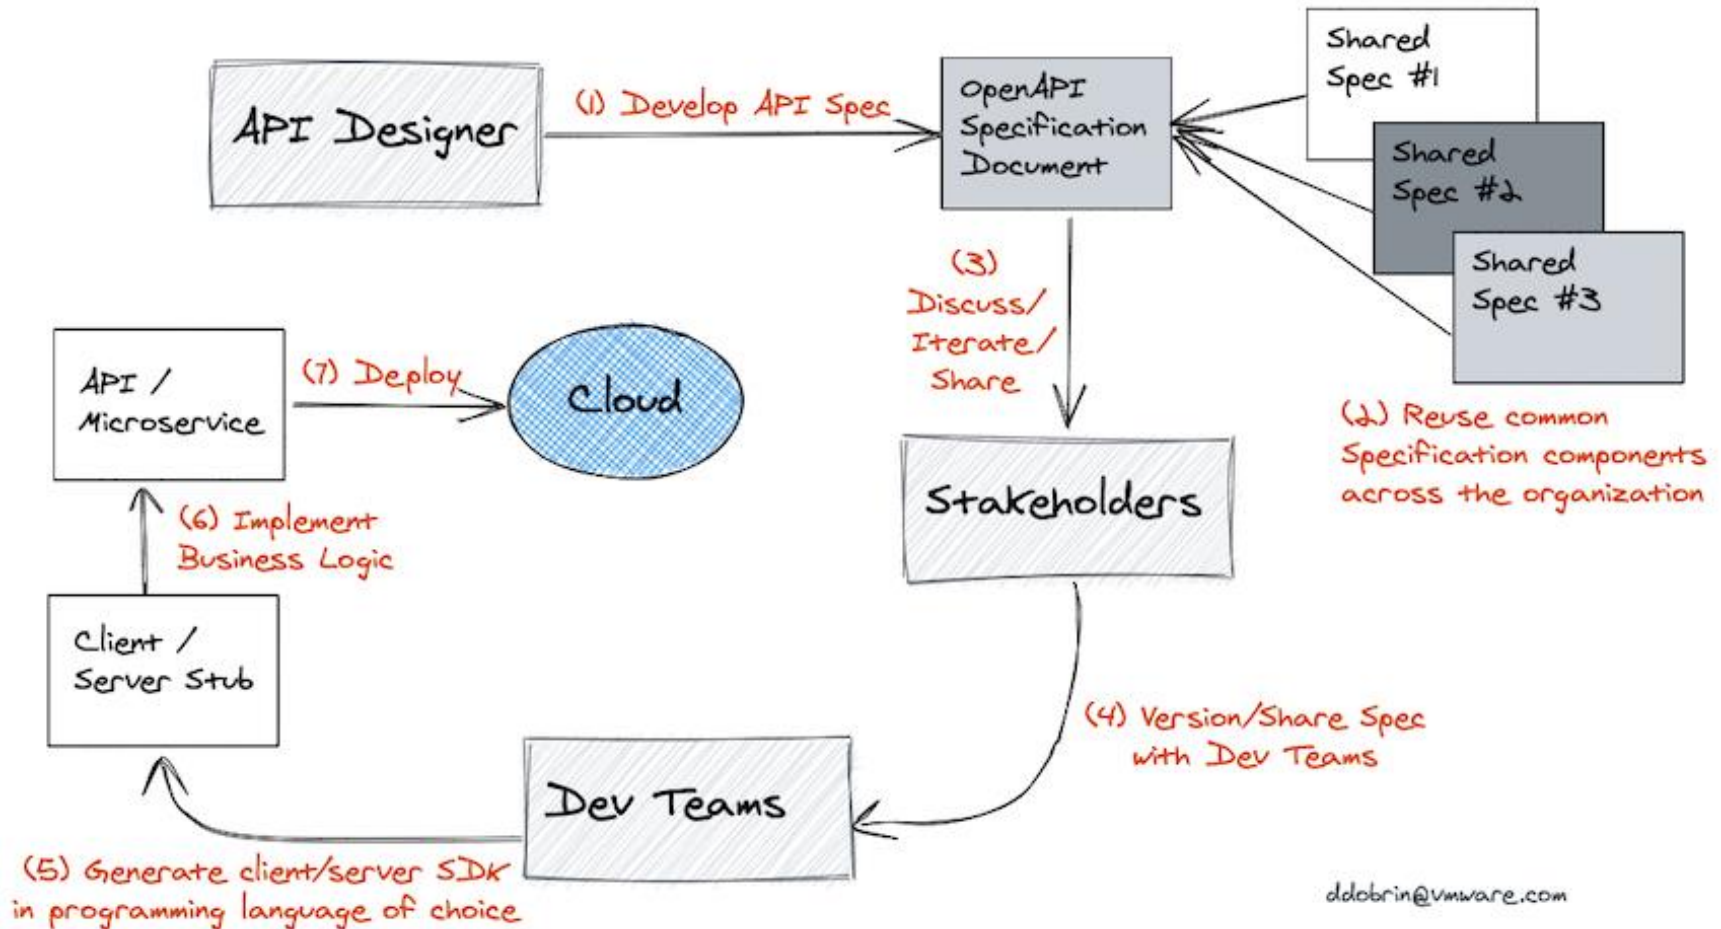 API Designer
(1) Develop API Spec
OpenAPI
Specification
Document
Shared
Spec #1
Shared
Spec #2
Shared
Spec #3
(2) Reuse common
Specification components
across the organization
(3)
Discuss/
Iterate/
Share
Stakeholders
(4) Version/Share Spec
with Dev Teams
Dev Teams
(5) Generate client/server SDK
in programming language of choice
Client /
Server Stub
(6) Implement
Business Logic
API /
Microservice
(7) Deploy
Cloud
ddobrin@vmware.com